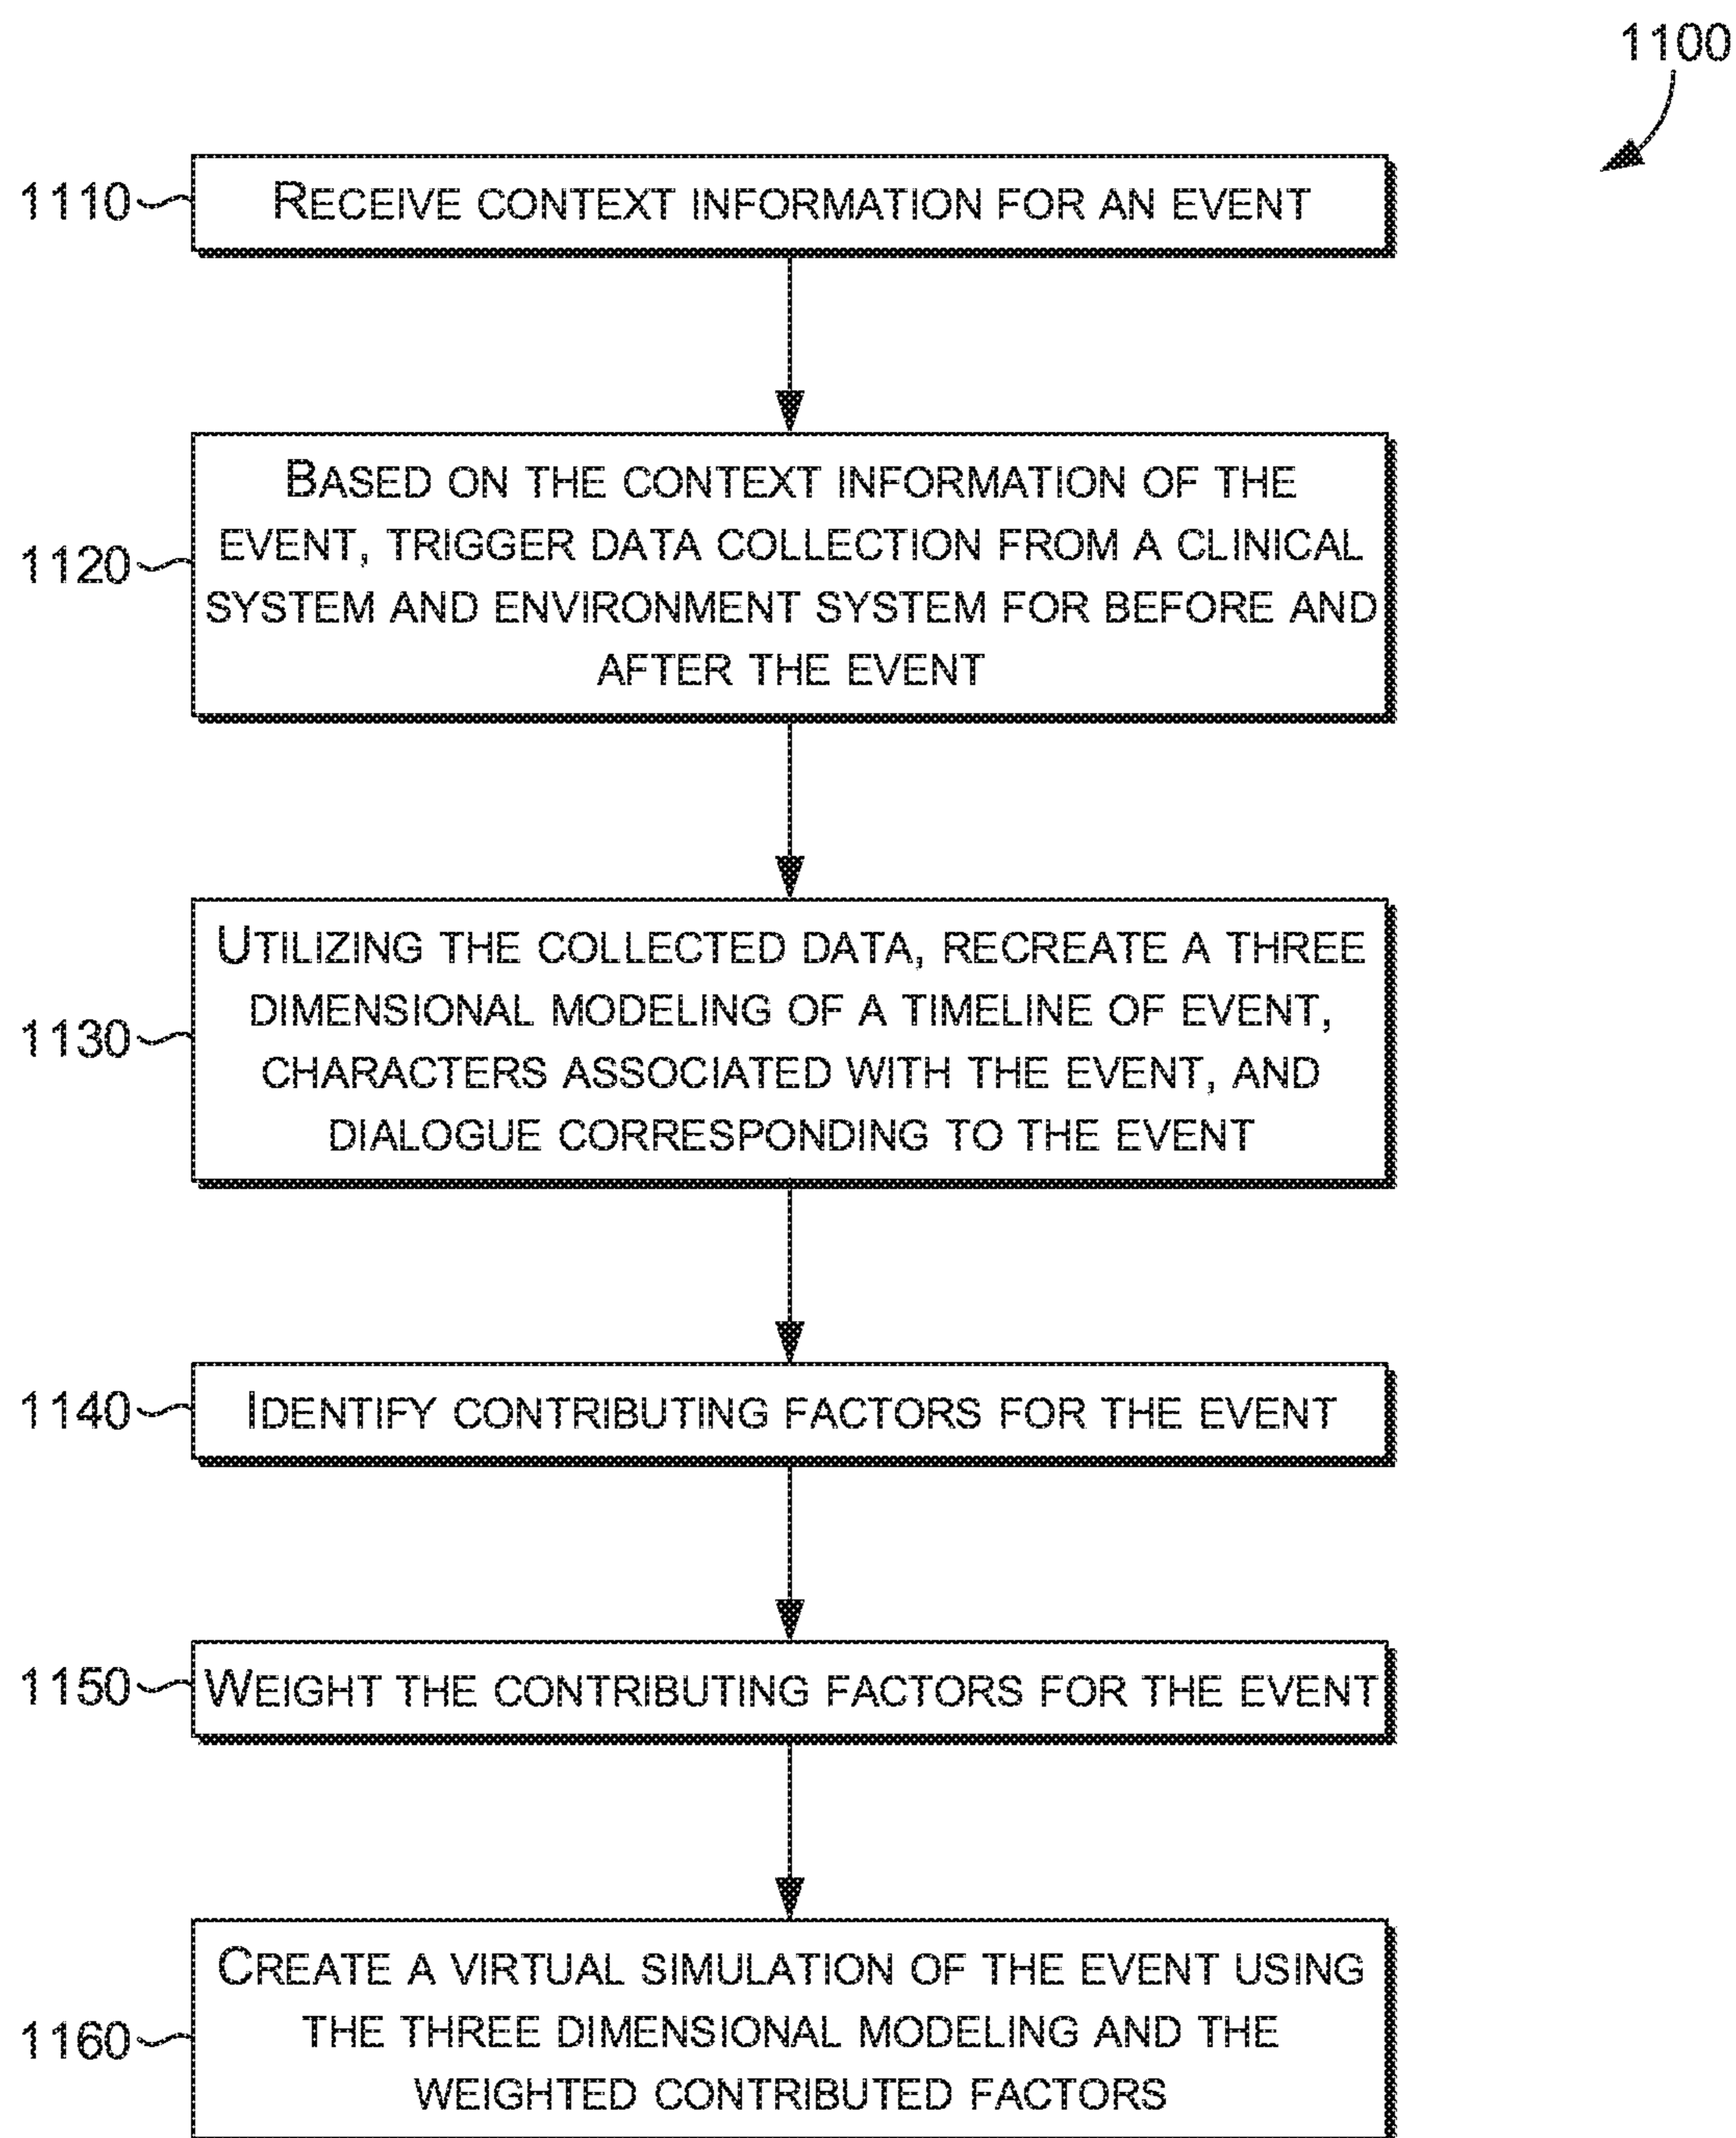 1100
1110
RECEIVE CONTEXT INFORMATION FOR AN EVENT
BASED ON THE CONTEXT INFORMATION OF THE
EVENT, TRIGGER DATA COLLECTION FROM A CLINICAL
1120
SYSTEM AND ENVIRONMENT SYSTEM FOR BEFORE AND
AFTER THE EVENT
UTILIZING THE COLLECTED DATA, RECREATE A THREE
DIMENSIONAL MODELING OF A TIMELINE OF EVENT,
1130
CHARACTERS ASSOCIATED WITH THE EVENT, AND
DIALOGUE CORRESPONDING TO THE EVENT
1140
IDENTIFY CONTRIBUTING FACTORS FOR THE EVENT
1150
WEIGHT THE CONTRIBUTING FACTORS FOR THE EVENT
CREATE A VIRTUAL SIMULATION OF THE EVENT USING
1160
THE THREE DIMENSIONAL MODELING AND THE
WEIGHTED CONTRIBUTED FACTORS